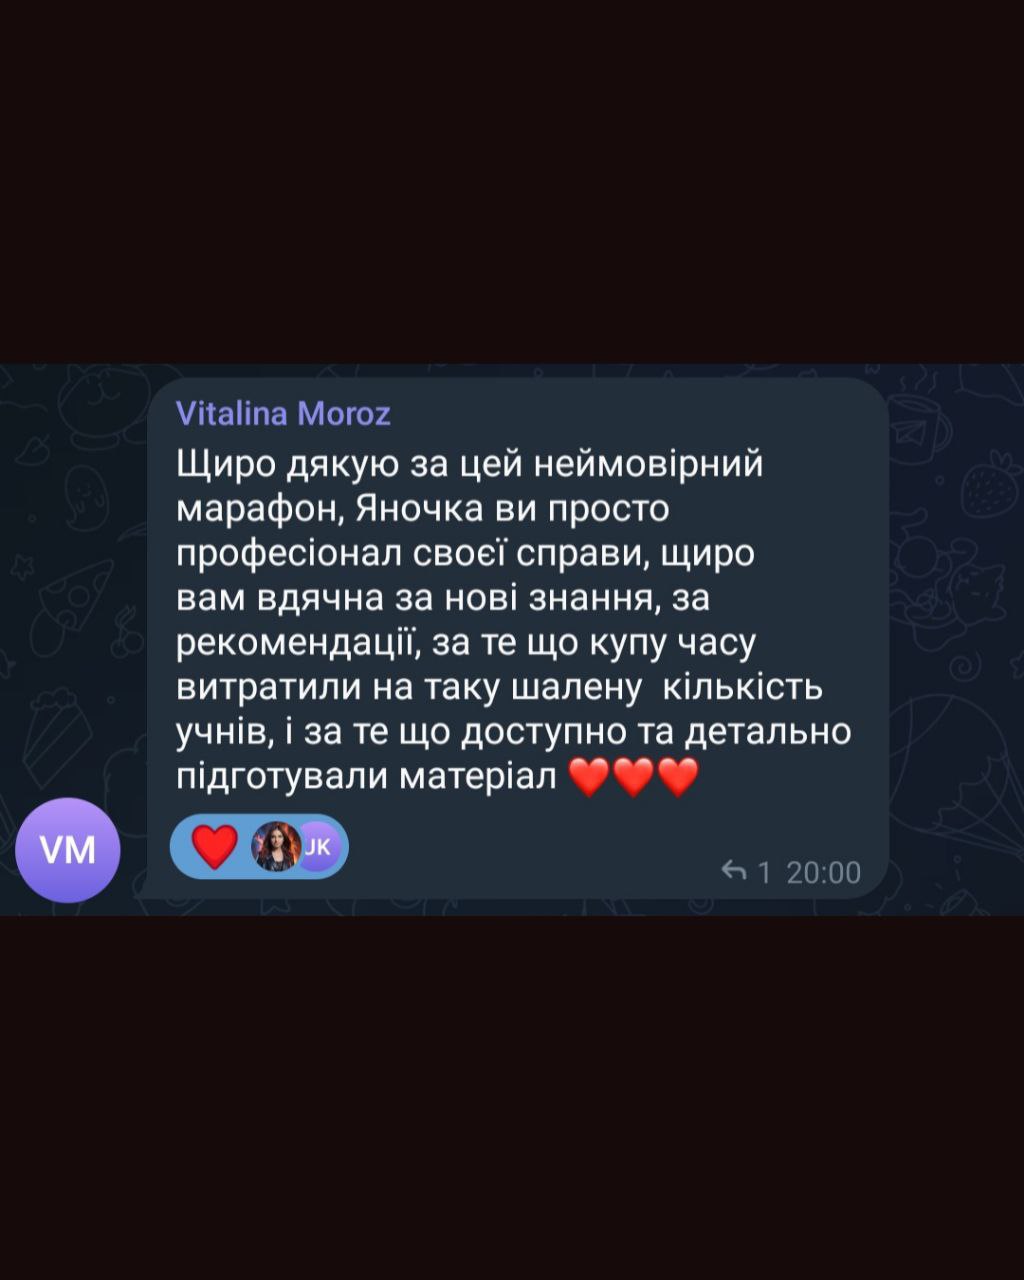 Vitalina Moroz
Щиро дякую за цей неймовірний
марафон, Яночка ви просто
професіонал своєї справи, щиро
вам вдячна за нові знання, за
рекомендації, за те що купу часу
витратили на таку шалену  кількість
учнів, і за те що доступно та детально
підготували матеріал ❤️❤️❤️
VM
JK
1 20:00